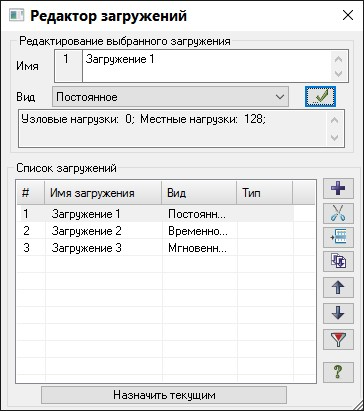 Редактор загружений
Редактирование выбранного загружения
Имя 1 Загружение 1
Вид Постоянное
Узловые нагрузки: 0; Местные нагрузки: 128;
Список загружений
# Имя загружения Вид Тип
1 Загружение 1 Постоянн...
2 Загружение 2 Временно...
3 Загружение 3 Мгновенн...
?
Назначить текущим